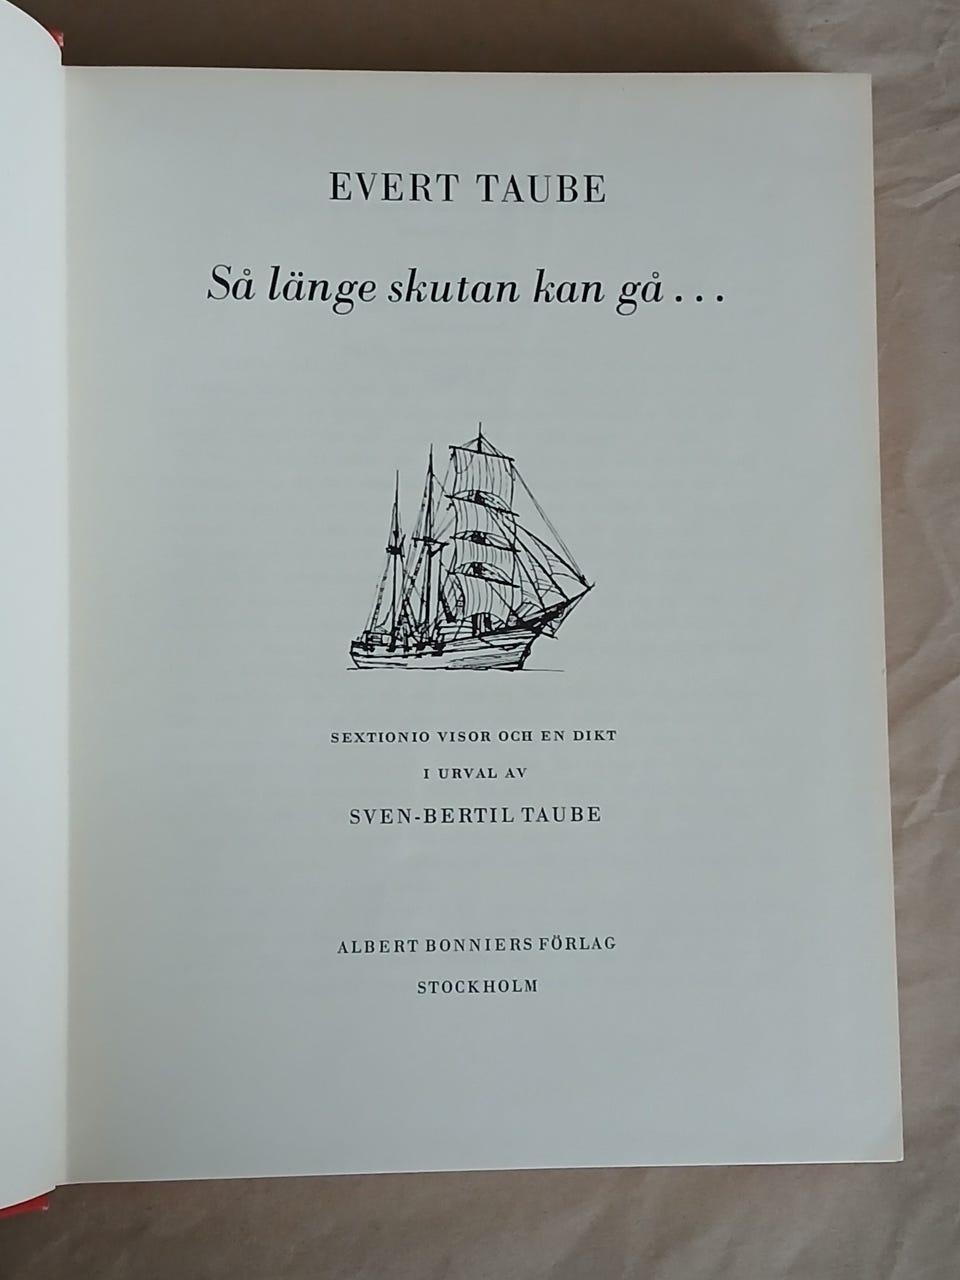 EVERT TAUBE
Så länge skutan kan gå . . .
SEXTIONIO VISOR OCH EN DIKT
I URVAL AV
SVEN-BERTIL TAUBE
ALBERT BONNIERS FÖRLAG
STOCKHOLM